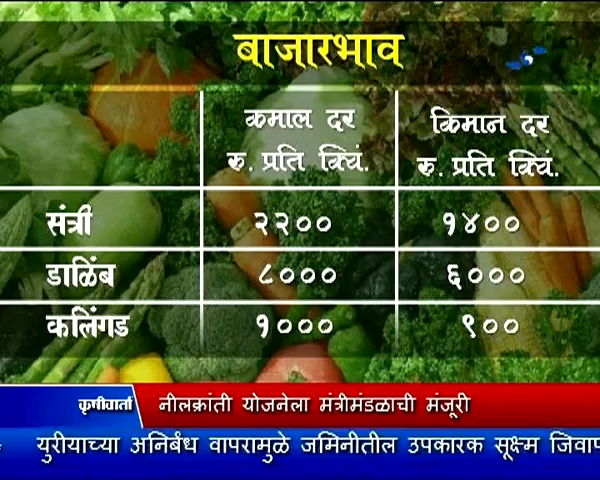 बाजारभाव
कमाल दर किमान दर
रु. प्रति क्विं. रु. प्रति क्विं.
संत्री २२०० १४००
डाळिंब ८००० ६०००
कलिंगड १००० ९००
कृषीवार्ता नीलक्रांती योजनेला मंत्रीमंडळाची मंजूरी
युरीयाच्या अनिर्बंध वापरामुळे जमिनीतील उपकारक सूक्ष्म